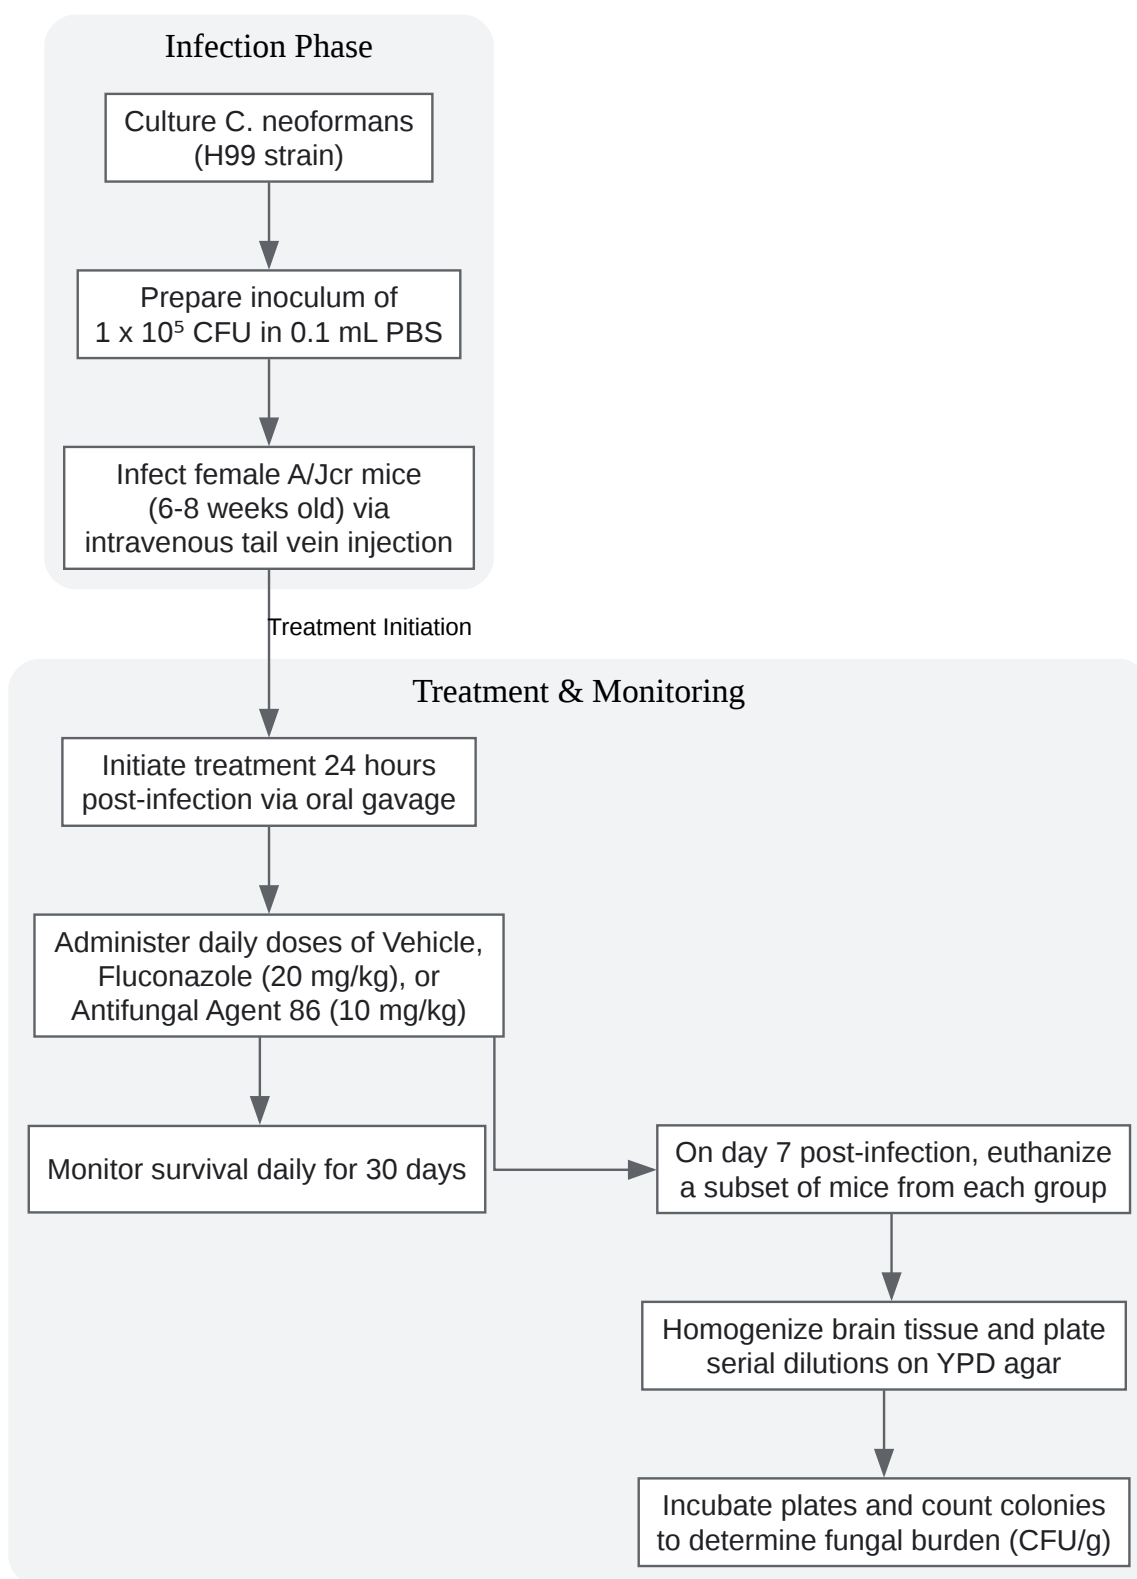 Infection Phase
Culture C. neoformans
(H99 strain)
Prepare inoculum of
1 x 10⁵ CFU in 0.1 mL PBS
Infect female A/Jcr mice
(6-8 weeks old) via
intravenous tail vein injection
Treatment Initiation
Treatment & Monitoring
Initiate treatment 24 hours
post-infection via oral gavage
Administer daily doses of Vehicle,
Fluconazole (20 mg/kg), or
Antifungal Agent 86 (10 mg/kg)
Monitor survival daily for 30 days
On day 7 post-infection, euthanize
a subset of mice from each group
Homogenize brain tissue and plate
serial dilutions on YPD agar
Incubate plates and count colonies
to determine fungal burden (CFU/g)